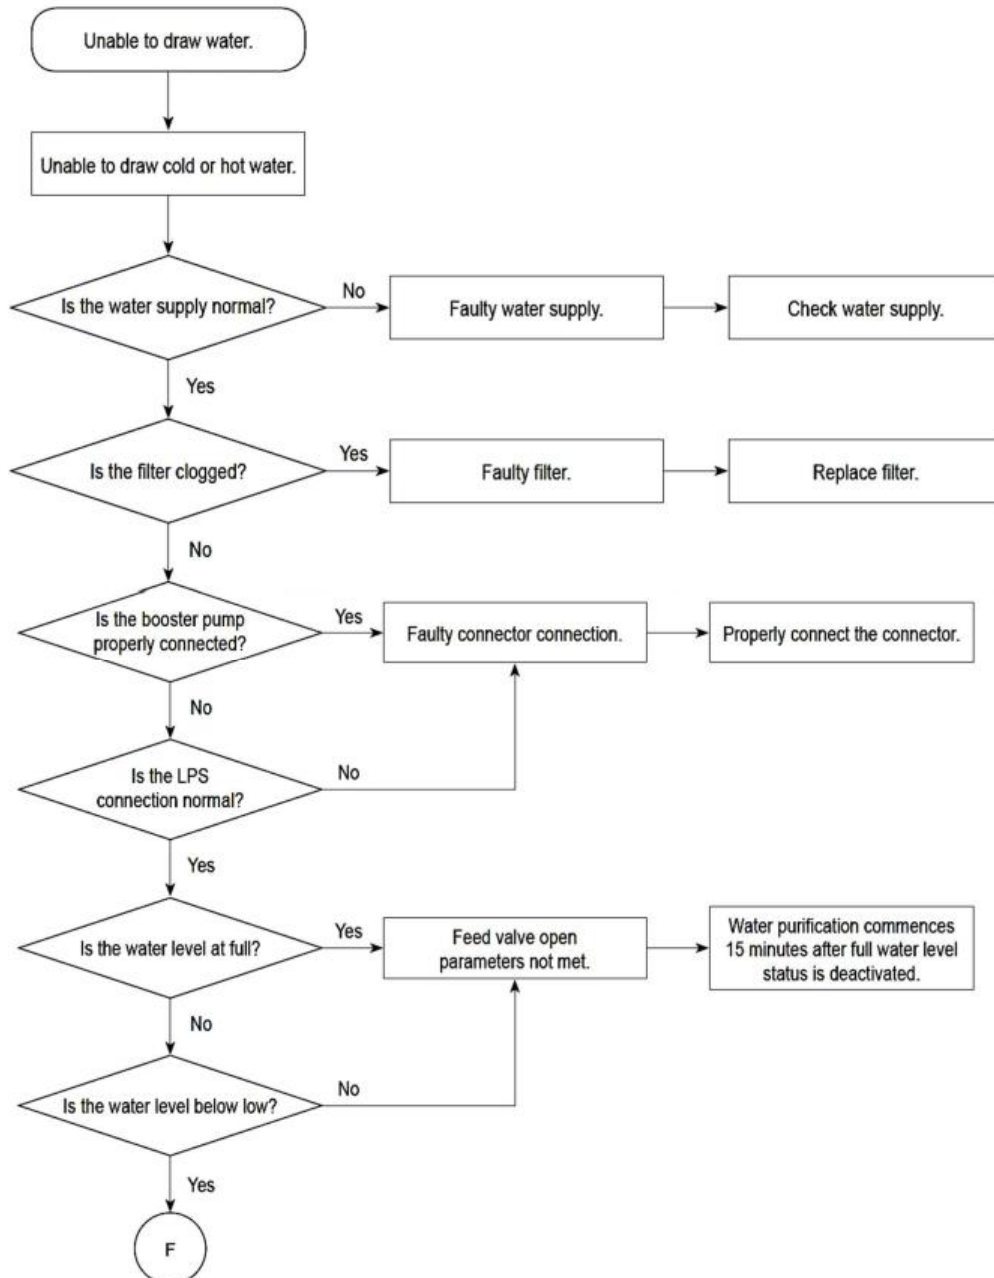 Unable to draw water.
Unable to draw cold or hot water.
Is the water supply normal?
No
Faulty water supply.
Check water supply.
Yes
Is the filter clogged?
Yes
Faulty filter.
Replace filter.
No
Is the booster pump
properly connected?
Yes
Faulty connector connection.
Properly connect the connector.
No
Is the LPS
connection normal?
No
Yes
Is the water level at full?
Yes
Feed valve open
parameters not met.
Water purification commences
15 minutes after full water level
status is deactivated.
No
Is the water level below low?
No
Yes
F